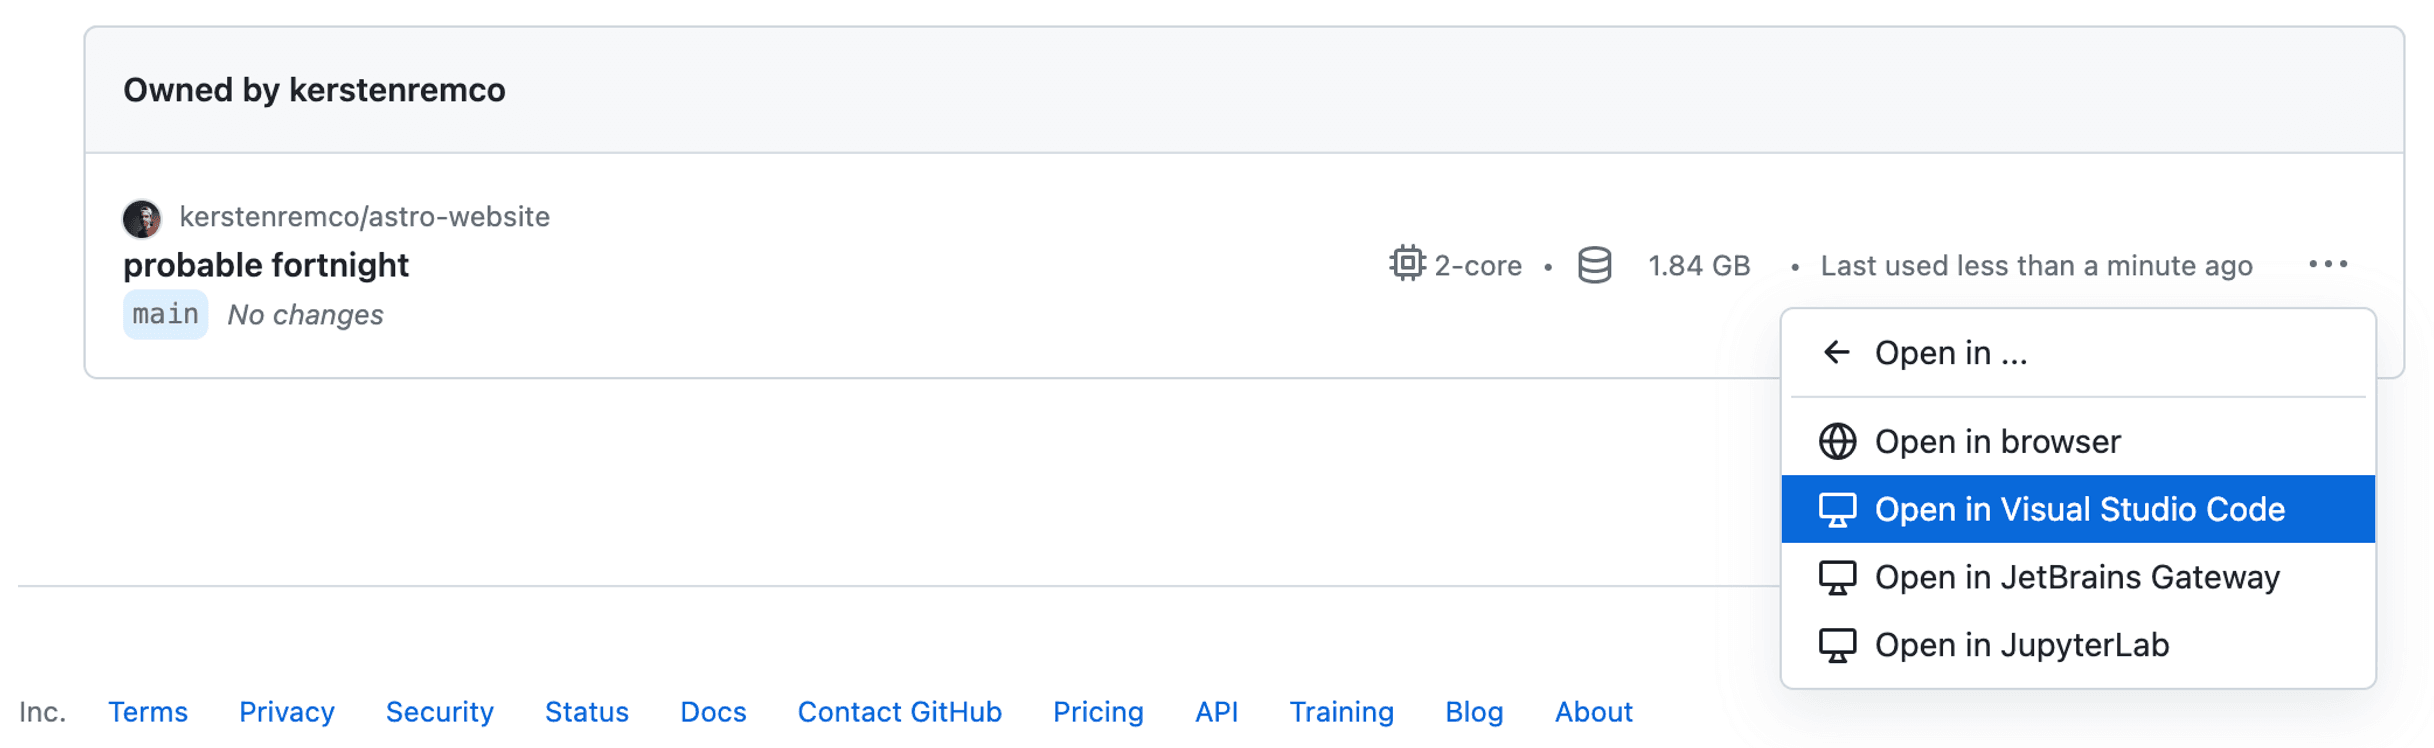 Owned by kerstenremco
kerstenremco/astro-website
probable fortnight
2-core • 1.84 GB • Last used less than a minute ago ···
main No changes
Open in ...
Open in browser
Open in Visual Studio Code
Open in JetBrains Gateway
Open in JupyterLab
Inc. Terms Privacy Security Status Docs Contact GitHub Pricing API Training Blog About